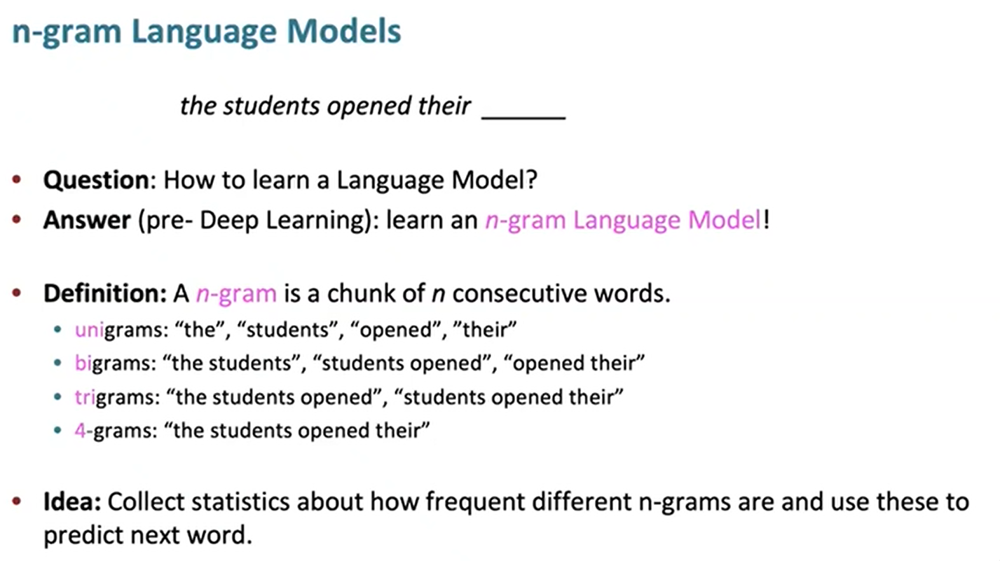 n-gram Language Models
the students opened their ______
• Question: How to learn a Language Model?
• Answer (pre- Deep Learning): learn an n-gram Language Model!
• Definition: A n-gram is a chunk of n consecutive words.
• unigrams: “the”, “students”, “opened”, ”their”
• bigrams: “the students”, “students opened”, “opened their”
• trigrams: “the students opened”, “students opened their”
• 4-grams: “the students opened their”
• Idea: Collect statistics about how frequent different n-grams are and use these to
predict next word.